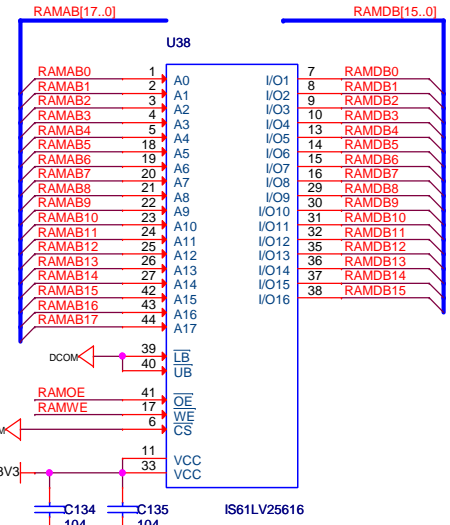 RAMAB[17..0] RAMDB[15..0]
U38
RAMAB0 1 A0 I/O1 7 RAMDB0
RAMAB1 2 A1 I/O2 8 RAMDB1
RAMAB2 3 A2 I/O3 9 RAMDB2
RAMAB3 4 A3 I/O4 10 RAMDB3
RAMAB4 5 A4 I/O5 13 RAMDB4
RAMAB5 18 A5 I/O6 14 RAMDB5
RAMAB6 19 A6 I/O7 15 RAMDB6
RAMAB7 20 A7 I/O8 16 RAMDB7
RAMAB8 21 A8 I/O9 29 RAMDB8
RAMAB9 22 A9 I/O10 30 RAMDB9
RAMAB10 23 A10 I/O11 31 RAMDB10
RAMAB11 24 A11 I/O12 32 RAMDB11
RAMAB12 25 A12 I/O13 35 RAMDB12
RAMAB13 26 A13 I/O14 36 RAMDB13
RAMAB14 27 A14 I/O15 37 RAMDB14
RAMAB15 42 A15 I/O16 38 RAMDB15
RAMAB16 43 A16
RAMAB17 44 A17
DCOM 39 LB
40 UB
RAMOE 41 OE
RAMWE 17 WE
6 CS
11 VCC
33 VCC
C134 C135 IS61LV25616
104 104